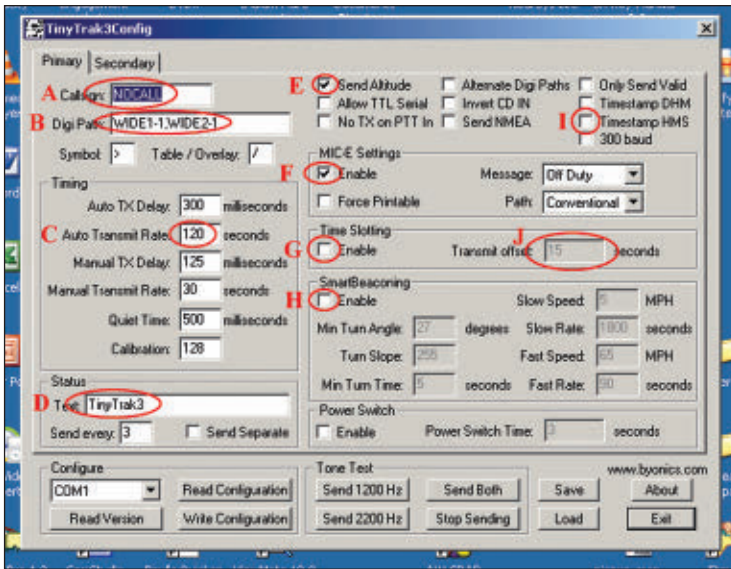 TinyTrak3Config
Primary Secondary
A Callsign: NOCALL
B Digi Path: WIDE1-1,WIDE2-1
Symbol: > Table / Overlay: /
E Send Altitude Alternate Digi Paths Only Send Valid
Allow TTL Serial Invert CD IN Timestamp DHM
No TX on PTT In Send NMEA I Timestamp HMS
300 baud
Timing
Auto TX Delay: 300 milliseconds
C Auto Transmit Rate: 120 seconds
Manual TX Delay: 125 milliseconds
Manual Transmit Rate: 30 seconds
Quiet Time: 500 milliseconds
Calibration: 128
MIC-E Settings
F Enable Message: Off Duty
Force Printable Path: Conventional
Time Slotting J
G Enable Transmit offset: 15 seconds
SmartBeaconing
H Enable Slow Speed: 5 MPH
Min Turn Angle: 27 degrees Slow Rate: 1800 seconds
Turn Slope: 255 Fast Speed: 65 MPH
Min Turn Time: 5 seconds Fast Rate: 90 seconds
Status
D Text: TinyTrak3
Send every: 3 Send Separate
Power Switch
Enable Power Switch Time: 3 seconds
Configure
COM1 Read Configuration
Read Version Write Configuration
Tone Test
Send 1200 Hz Send Both
Send 2200 Hz Stop Sending
www.byonics.com
Save About
Load Exit